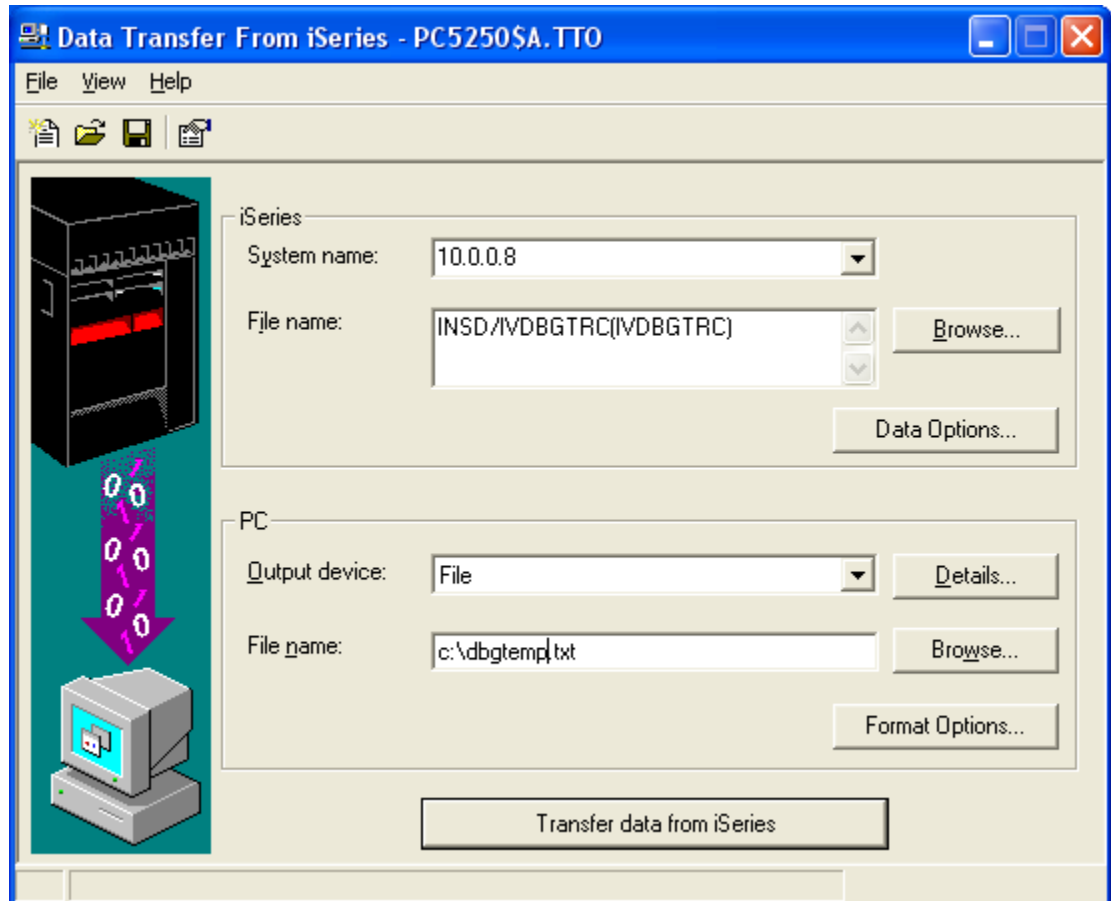 Data Transfer From iSeries - PC5250$A.TTO
File View Help
iSeries
System name: 10.0.0.8
File name: INSD/IVDBGTRC(IVDBGTRC) Browse...
Data Options...
PC
Output device: File Details...
File name: c:\dbgtemp.txt Browse...
Format Options...
Transfer data from iSeries